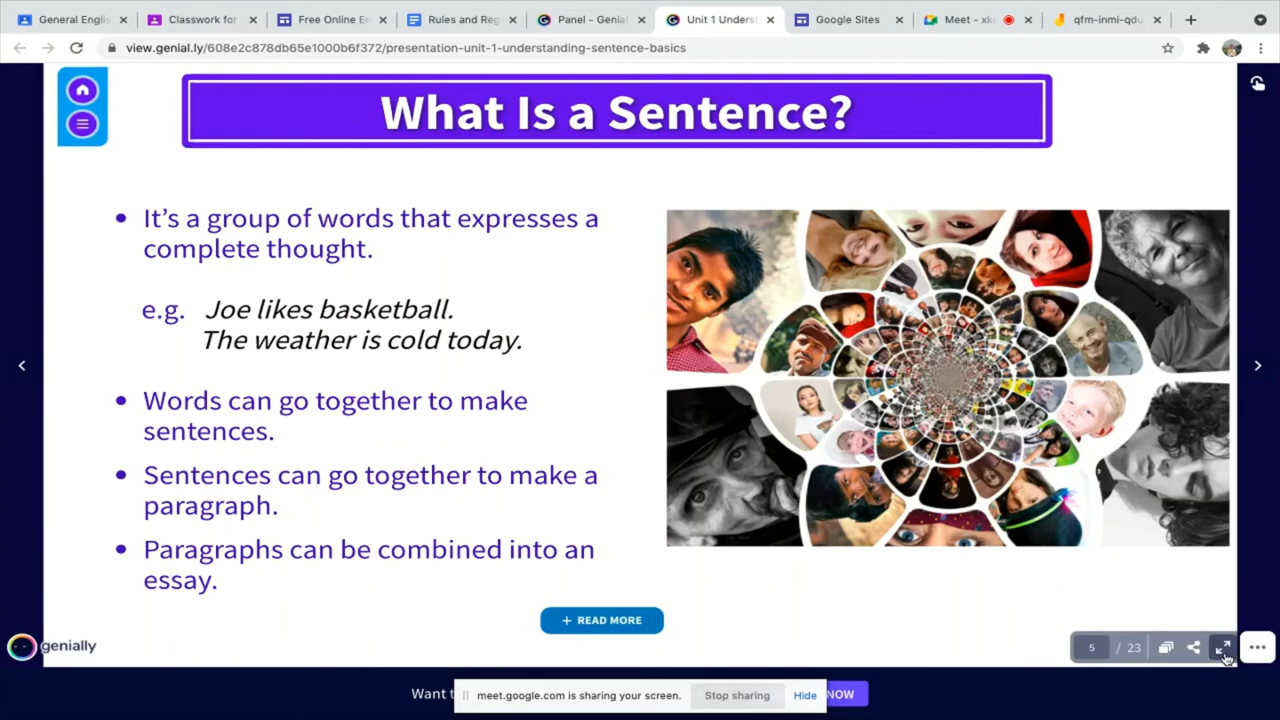 General Englis
Classwork for
Free Online En
Rules and Reg
Panel - Genial
Unit 1 Underst
Google Sites
Meet - xk
qfm-inmi-qdu
view.genial.ly/608e2c878db65e1000b6f372/presentation-unit-1-understanding-sentence-basics
What Is a Sentence?
• It's a group of words that expresses a
complete thought.
e.g. Joe likes basketball.
The weather is cold today.
• Words can go together to make
sentences.
• Sentences can go together to make a
paragraph.
• Paragraphs can be combined into an
essay.
+ READ MORE
genially
5 / 23
Want t
meet.google.com is sharing your screen.
Stop sharing
Hide
NOW